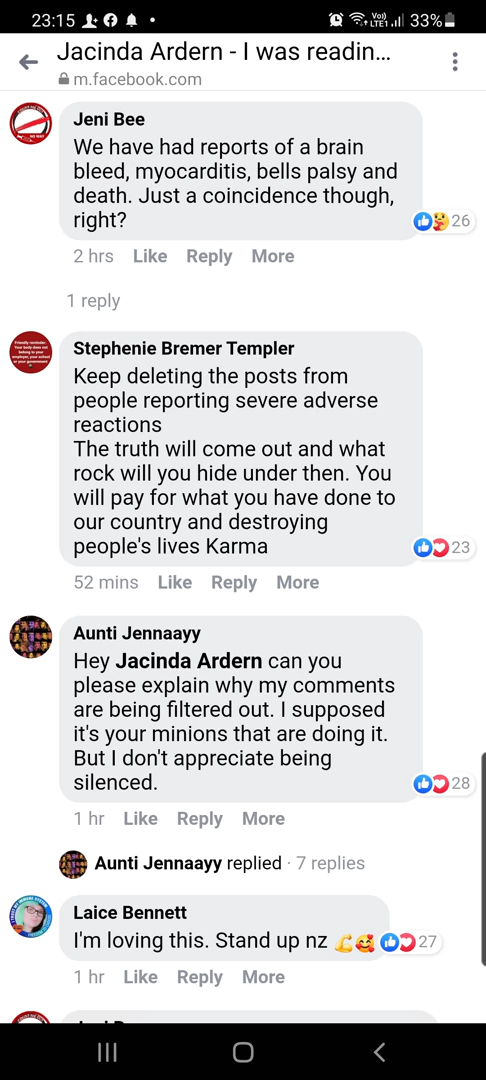 23:15 Vo)) LTE1 33%
Jacinda Ardern - I was readin...
m.facebook.com
Jeni Bee
We have had reports of a brain
bleed, myocarditis, bells palsy and
death. Just a coincidence though,
right?
26
2 hrs Like Reply More
1 reply
Stephenie Bremer Templer
Keep deleting the posts from
people reporting severe adverse
reactions
The truth will come out and what
rock will you hide under then. You
will pay for what you have done to
our country and destroying
people's lives Karma
23
52 mins Like Reply More
Aunti Jennaayy
Hey Jacinda Ardern can you
please explain why my comments
are being filtered out. I supposed
it's your minions that are doing it.
But I don't appreciate being
silenced.
28
1 hr Like Reply More
Aunti Jennaayy replied · 7 replies
Laice Bennett
I'm loving this. Stand up nz 💪🥰 27
1 hr Like Reply More